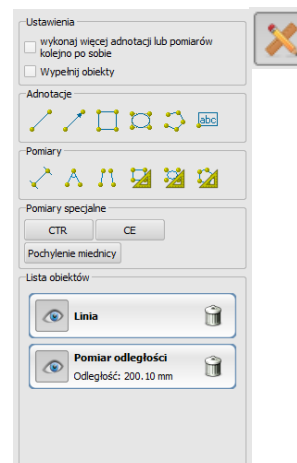 Ustawienia
wykonaj więcej adnotacji lub pomiarów
kolejno po sobie
Wypełnij obiekty
Adnotacje
abc
Pomiary
Pomiary specjalne
CTR
CE
Pochylenie miednicy
Lista obiektów
Linia
Pomiar odległości
Odległość: 200.10 mm